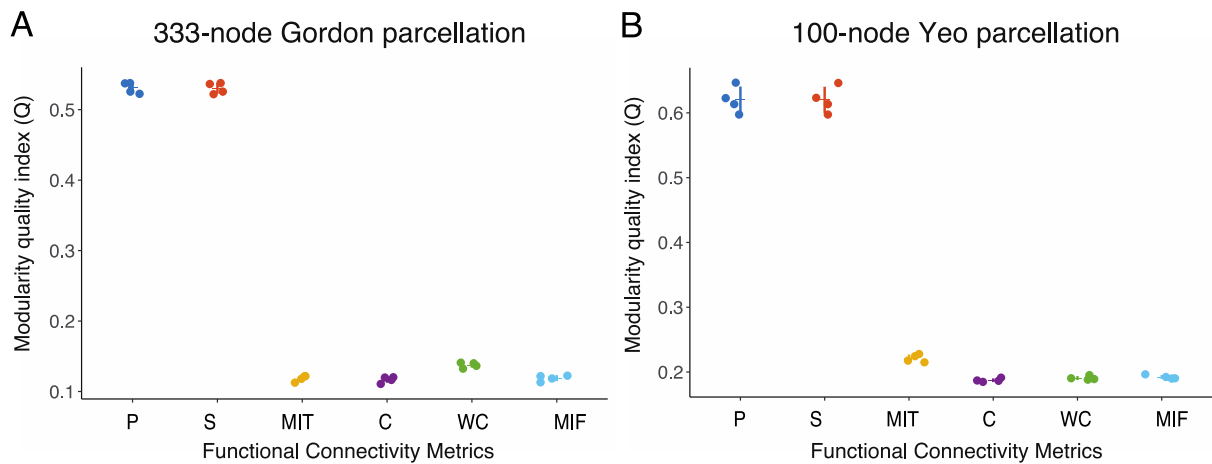 A
333-node Gordon parcellation
Modularity quality index (Q)
0.5
0.4
0.3
0.2
0.1
P S MIT C WC MIF
Functional Connectivity Metrics
B
100-node Yeo parcellation
Modularity quality index (Q)
0.6
0.5
0.4
0.3
0.2
P S MIT C WC MIF
Functional Connectivity Metrics